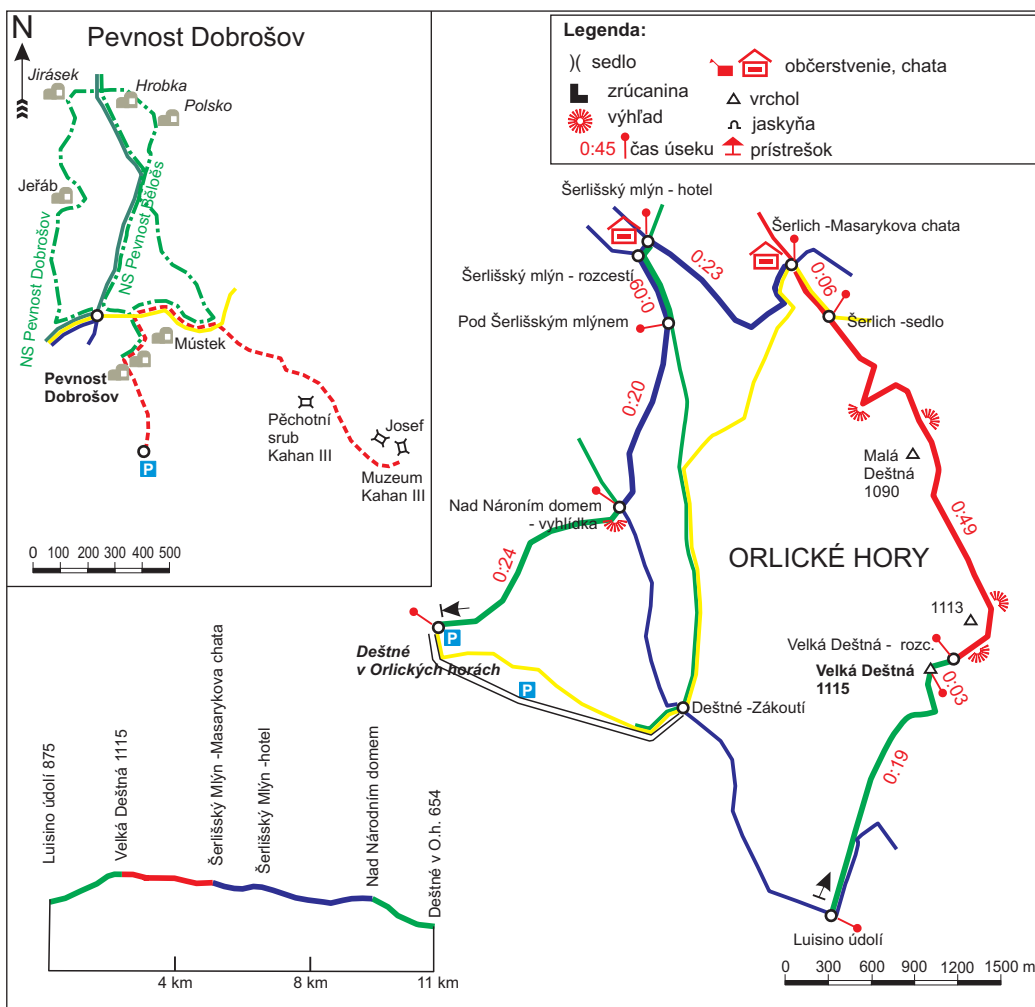 N
Pevnost Dobrošov
Jirásek
Hrobka
Polsko
Jeřáb
NS Pevnost Dobrošov
NS Pevnost Běloěs
Můstek
Pevnost
Dobrošov
Pěchotní
srub
Kahan III
Josef
Muzeum
Kahan III
P
0 100 200 300 400 500
Legenda:
)( sedlo
zrúcanina
výhľad
0:45 čas úseku
občerstvenie, chata
vrchol
jaskyňa
prístrešok
Šerlišský mlýn - hotel
Šerlich -Masarykova chata
Šerlišský mlýn - rozcestí
0:23
0:06
0:09
Pod Šerlišským mlýnem
Šerlich -sedlo
0:20
Malá
Deštná
1090
Nad Nároním domem
- vyhlídka
0:49
0:24
ORLICKÉ HORY
1113
P
Velká Deštná - rozc.
Deštné
v Orlických horách
Velká Deštná
1115
0:03
P
Deštné -Zákoutí
0:19
Luisino údolí
0 300 600 900 1200 1500 m
Luisino údolí 875
Velká Deštná 1115
Šerlišský Mlýn -Masarykova chata
Šerlišský Mlýn -hotel
Nad Národním domem
Deštné v O.h. 654
4 km
8 km
11 km